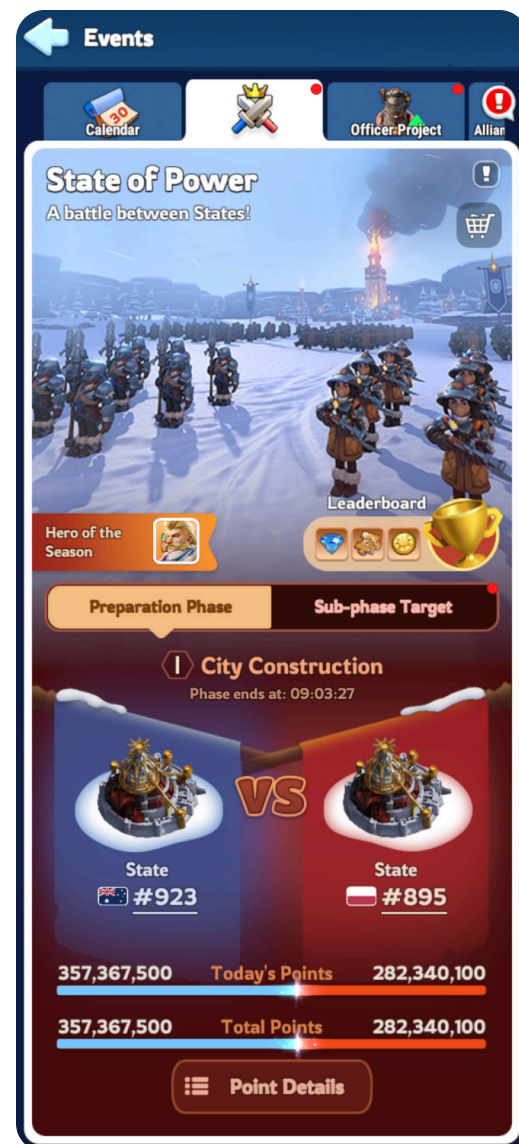 Events
30
Calendar
Officer Project
Allian
State of Power
A battle between States!
Leaderboard
Hero of the
Season
Preparation Phase
Sub-phase Target
I City Construction
Phase ends at: 09:03:27
VS
State
#923
State
#895
357,367,500 Today's Points 282,340,100
357,367,500 Total Points 282,340,100
Point Details